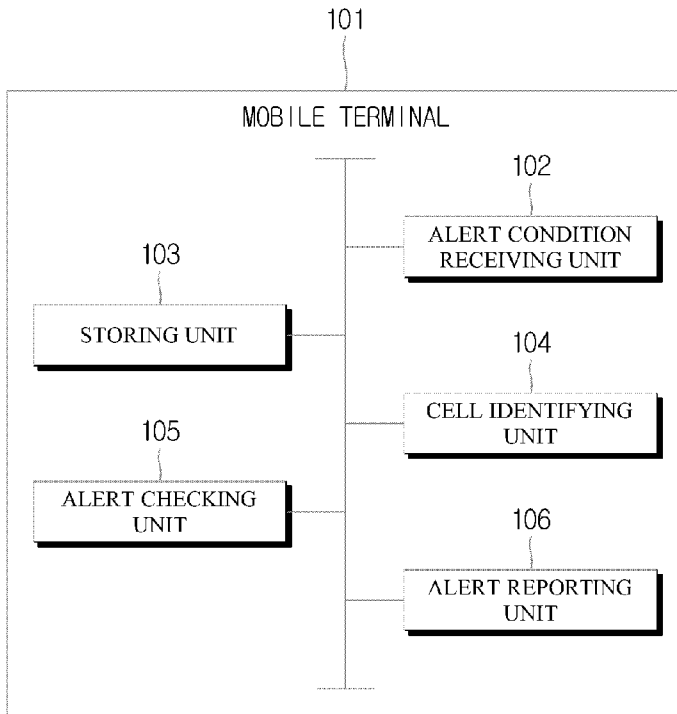 101
MOBILE TERMINAL
102
ALERT CONDITION
RECEIVING UNIT
103
STORING UNIT
104
CELL IDENTIFYING
UNIT
105
ALERT CHECKING
UNIT
106
ALERT REPORTING
UNIT